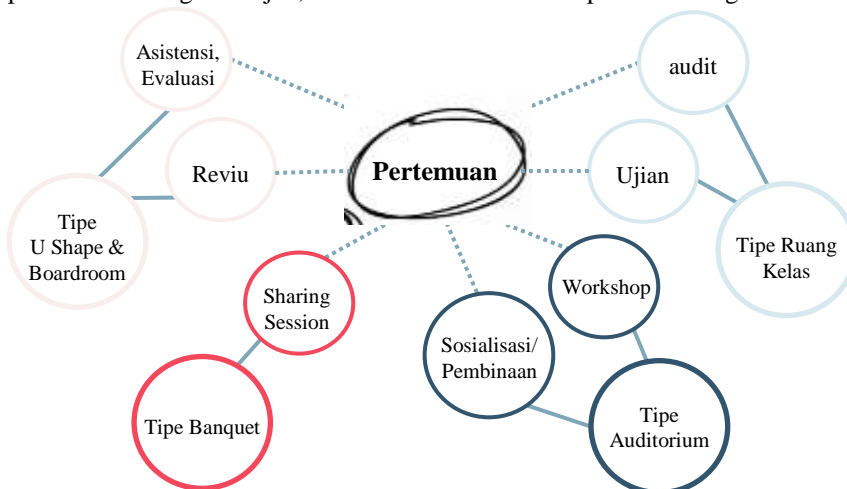 Asistensi,
Evaluasi
audit
Pertemuan
Reviu
Ujian
Tipe
U Shape &
Boardroom
Tipe Ruang
Kelas
Sharing
Session
Workshop
Sosialisasi/
Pembinaan
Tipe Banquet
Tipe
Auditorium